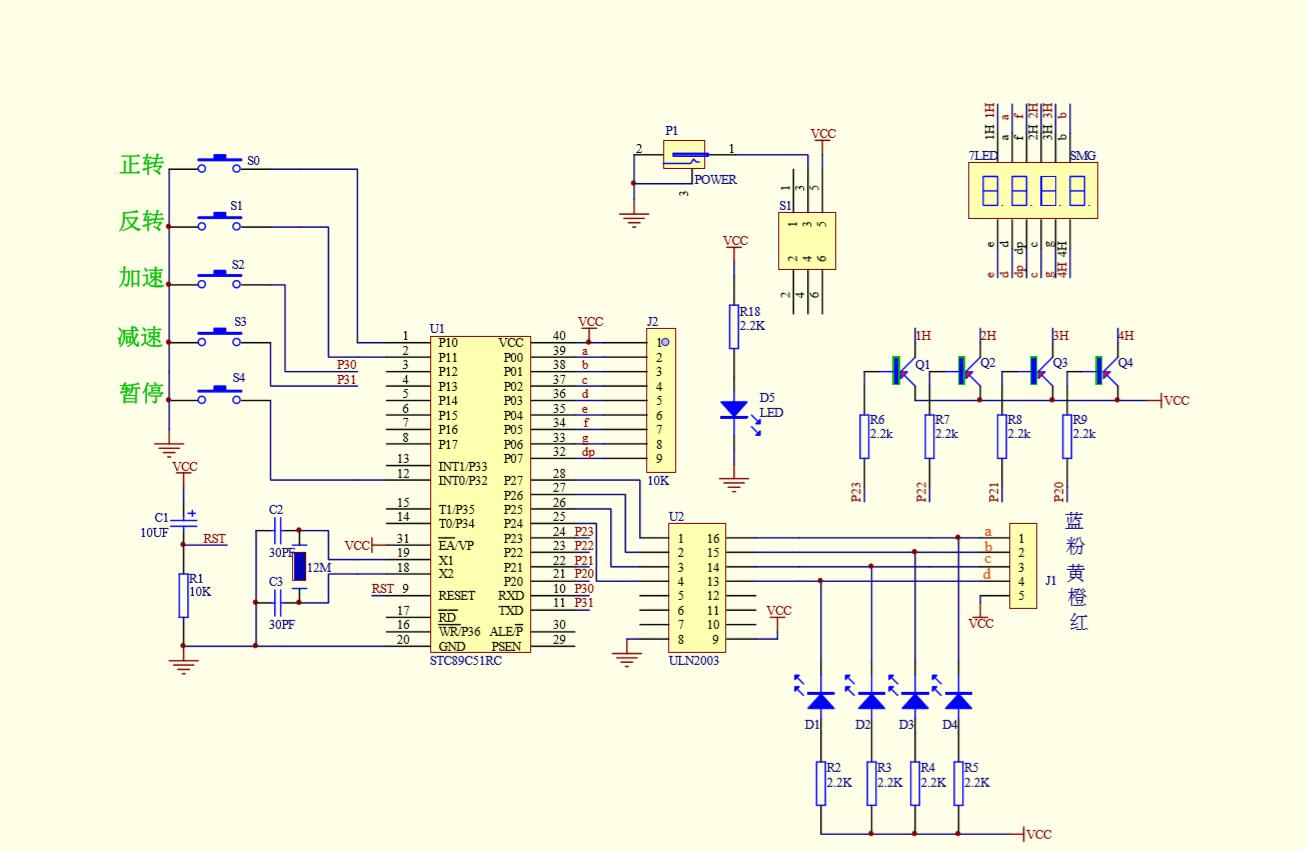 正转
S0
反转
S1
加速
S2
减速
S3
暂停
S4
P30
P31
VCC
C1
10UF
RST
R1
10K
C2
30PF
12M
C3
30PF
VCC
RST
U1
1 P10 VCC 40
2 P11 P00 39 a
3 P12 P01 38 b
4 P13 P02 37 c
5 P14 P03 36 d
6 P15 P04 35 e
7 P16 P05 34 f
8 P17 P06 33 g
P07 32 dp
13 INT1/P33
12 INT0/P32
P27 28
P26 27
15 T1/P35 P25 26
14 T0/P34 P24 25
P23 24 P23
31 EA/VP P22 23 P22
19 X1 P21 22 P21
18 X2 P20 21 P20
9 RESET RXD 10 P30
TXD 11 P31
17 RD
16 WR/P36 ALE/P 30
20 GND PSEN 29
STC89C51RC
VCC
J2
1
2
3
4
5
6
7
8
9
10K
P1
2 1
3
POWER
VCC
S1
1 3 5
1 3 5
2 4 6
2 4 6
VCC
R18
2.2K
D5
LED
1H a f 2H 3H b
1H a f 2H 3H b
7LED SMG
e d dp c g 4H
e d dp c g 4H
1H 2H 3H 4H
Q1 Q2 Q3 Q4
VCC
R6 R7 R8 R9
2.2k 2.2k 2.2k 2.2k
P23 P22 P21 P20
U2
1 16
2 15
3 14
4 13
5 12
6 11
7 10
8 9
ULN2003
VCC
a 1 蓝
b 2 粉
c 3 黄
d 4 橙
5 红
J1
VCC
D1 D2 D3 D4
R2 R3 R4 R5
2.2K 2.2K 2.2K 2.2K
VCC